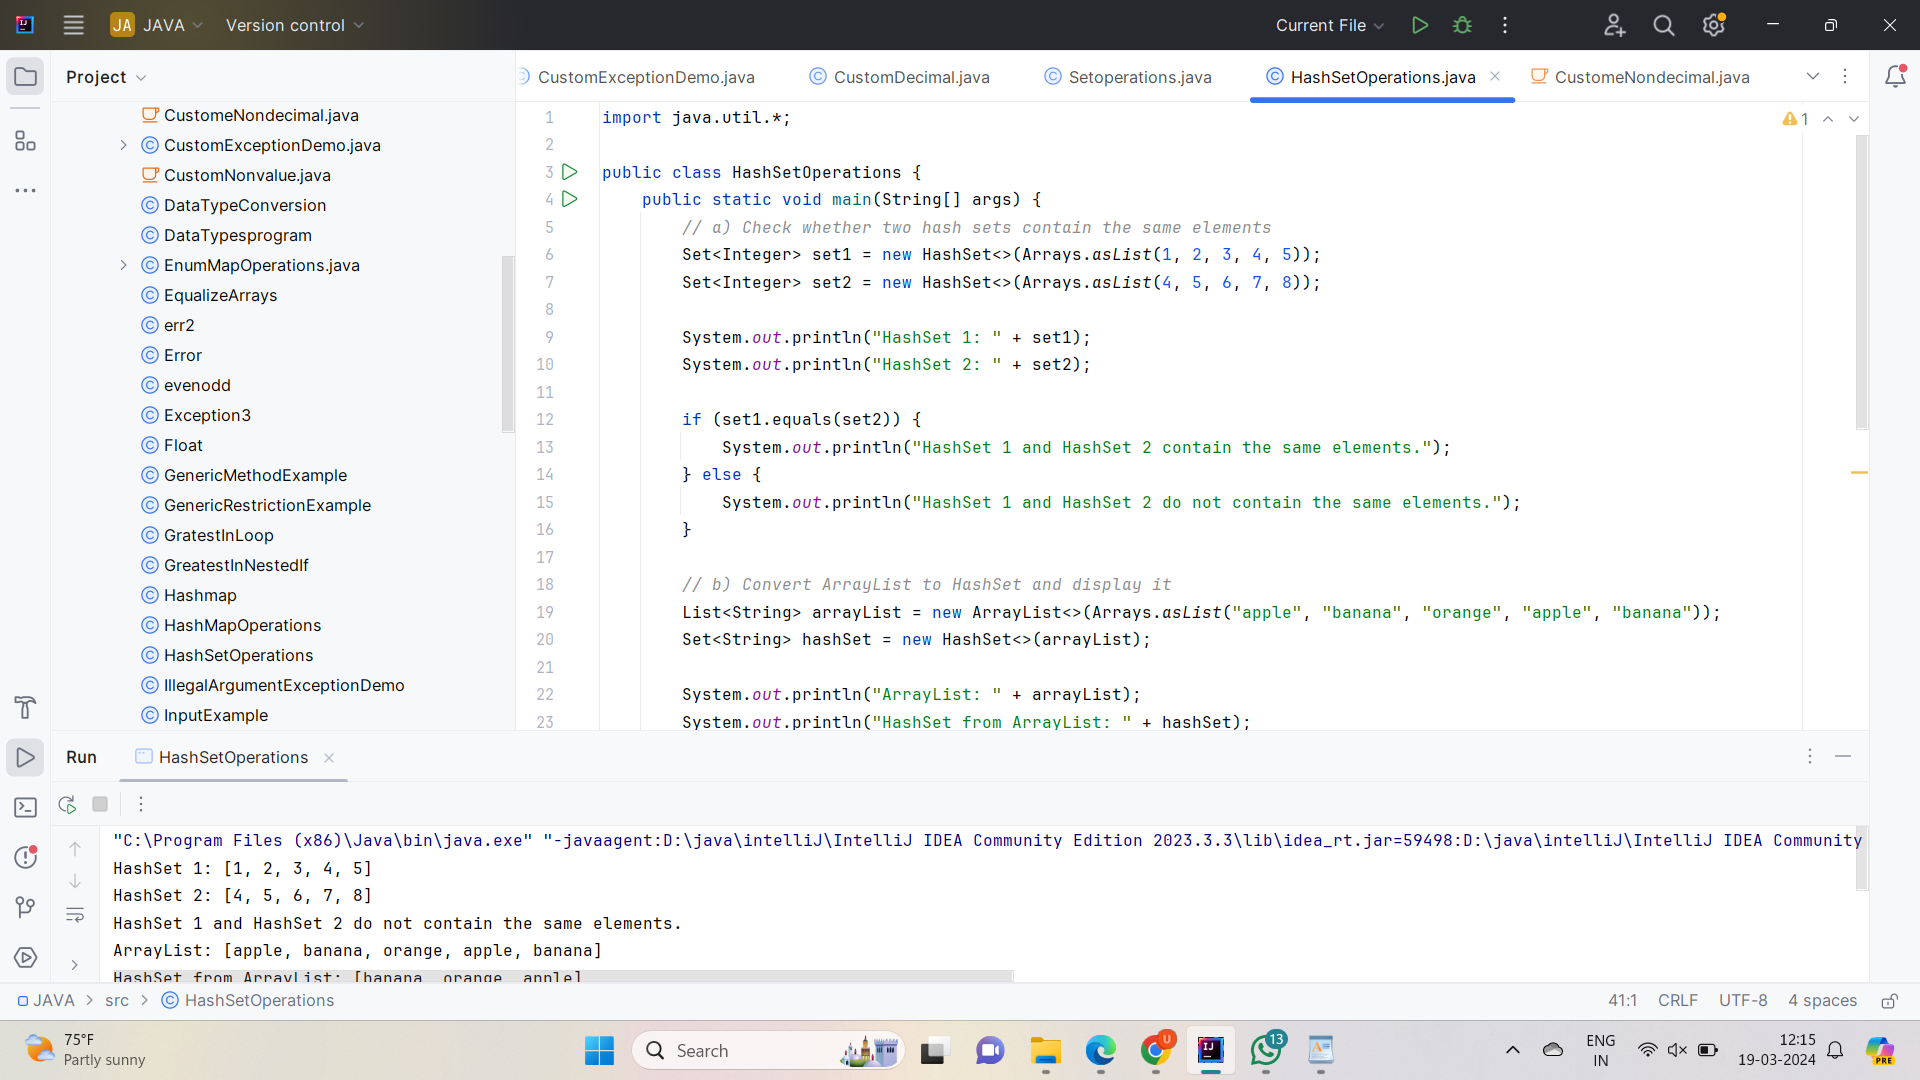 JA JAVA Version control Current File
Project
CustomExceptionDemo.java CustomDecimal.java Setoperations.java HashSetOperations.java CustomeNondecimal.java
CustomeNondecimal.java
CustomExceptionDemo.java
CustomNonvalue.java
DataTypeConversion
DataTypesprogram
EnumMapOperations.java
EqualizeArrays
err2
Error
evenodd
Exception3
Float
GenericMethodExample
GenericRestrictionExample
GratestInLoop
GreatestInNestedIf
Hashmap
HashMapOperations
HashSetOperations
IllegalArgumentExceptionDemo
InputExample
1 import java.util.*;
2
3 public class HashSetOperations {
4 public static void main(String[] args) {
5 // a) Check whether two hash sets contain the same elements
6 Set<Integer> set1 = new HashSet<>(Arrays.asList(1, 2, 3, 4, 5));
7 Set<Integer> set2 = new HashSet<>(Arrays.asList(4, 5, 6, 7, 8));
8
9 System.out.println("HashSet 1: " + set1);
10 System.out.println("HashSet 2: " + set2);
11
12 if (set1.equals(set2)) {
13 System.out.println("HashSet 1 and HashSet 2 contain the same elements.");
14 } else {
15 System.out.println("HashSet 1 and HashSet 2 do not contain the same elements.");
16 }
17
18 // b) Convert ArrayList to HashSet and display it
19 List<String> arrayList = new ArrayList<>(Arrays.asList("apple", "banana", "orange", "apple", "banana"));
20 Set<String> hashSet = new HashSet<>(arrayList);
21
22 System.out.println("ArrayList: " + arrayList);
23 System.out.println("HashSet from ArrayList: " + hashSet);
1
Run HashSetOperations
"C:\Program Files (x86)\Java\bin\java.exe" "-javaagent:D:\java\intelliJ\IntelliJ IDEA Community Edition 2023.3.3\lib\idea_rt.jar=59498:D:\java\intelliJ\IntelliJ IDEA Community
HashSet 1: [1, 2, 3, 4, 5]
HashSet 2: [4, 5, 6, 7, 8]
HashSet 1 and HashSet 2 do not contain the same elements.
ArrayList: [apple, banana, orange, apple, banana]
HashSet from ArrayList: [banana, orange, apple]
JAVA > src > HashSetOperations 41:1 CRLF UTF-8 4 spaces
75°F
Partly sunny
Search
U
13
ENG
IN
12:15
19-03-2024
PRE